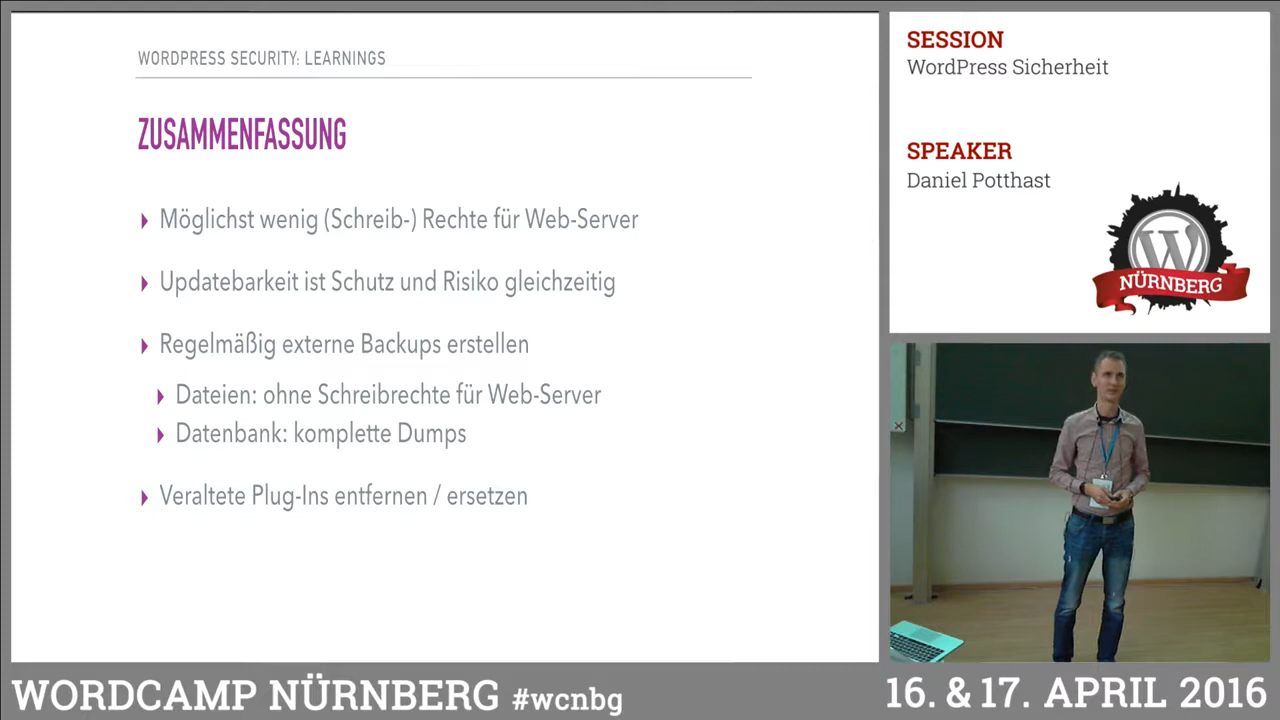 WORDPRESS SECURITY: LEARNINGS
ZUSAMMENFASSUNG
Möglichst wenig (Schreib-) Rechte für Web-Server
Updatebarkeit ist Schutz und Risiko gleichzeitig
Regelmäßig externe Backups erstellen
Dateien: ohne Schreibrechte für Web-Server
Datenbank: komplette Dumps
Veraltete Plug-Ins entfernen / ersetzen
SESSION
WordPress Sicherheit
SPEAKER
Daniel Potthast
W
NÜRNBERG
WORDCAMP NÜRNBERG #wcnbg
16. & 17. APRIL 2016